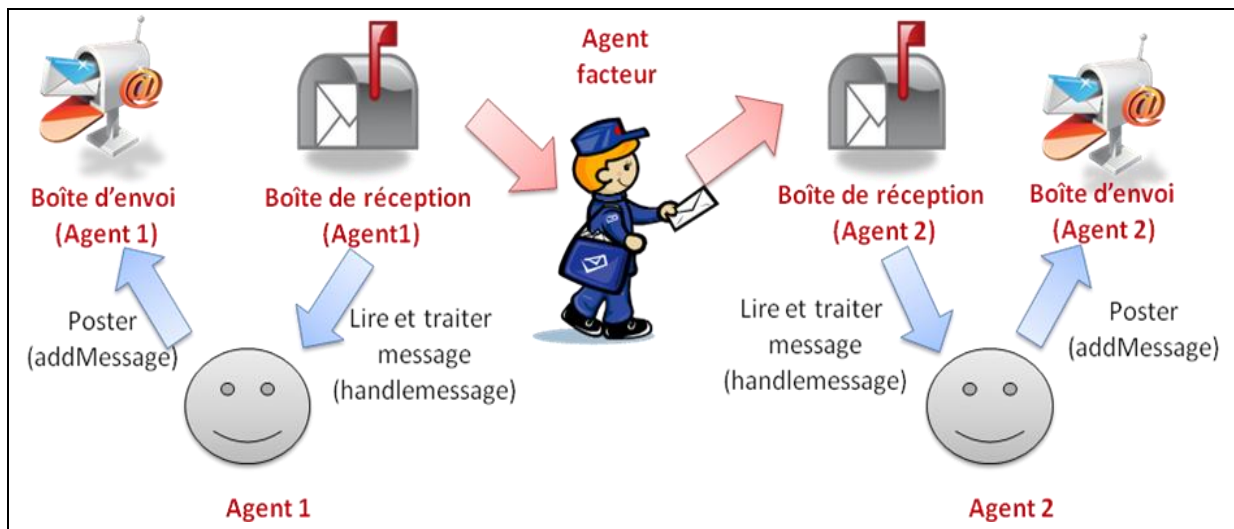 Agent
facteur
@
Boîte d'envoi
(Agent 1)
Boîte de réception
(Agent1)
Boîte de réception
(Agent 2)
@
Boîte d'envoi
(Agent 2)
Poster
(addMessage)
Lire et traiter
message
(handlemessage)
Lire et traiter
message
(handlemessage)
Poster
(addMessage)
Agent 1
Agent 2